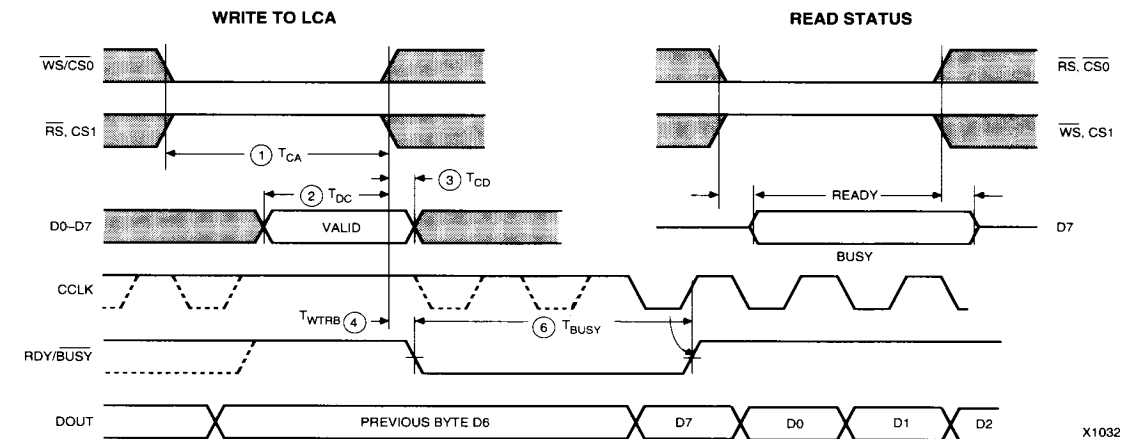 WRITE TO LCA
READ STATUS
WS/CS0
RS, CS0
RS, CS1
WS, CS1
1 TCA
3 TCD
2 TDC
READY
D0–D7
VALID
D7
BUSY
CCLK
TWTRB 4
6 TBUSY
RDY/BUSY
DOUT
PREVIOUS BYTE D6
D7
D0
D1
D2
X1032